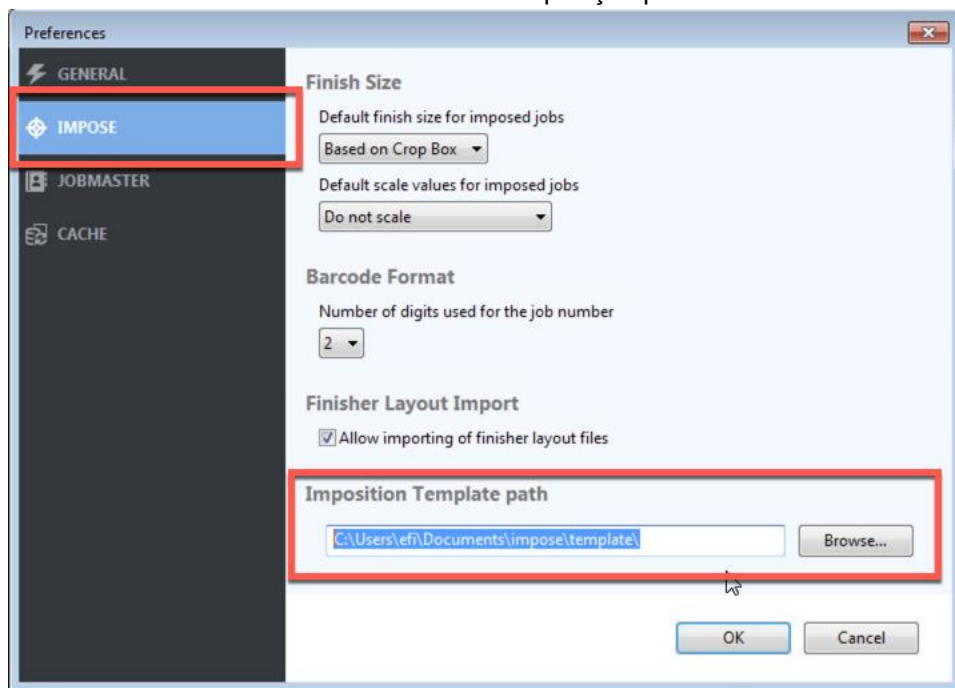 Preferences
GENERAL
IMPOSE
JOBMASTER
CACHE
Finish Size
Default finish size for imposed jobs
Based on Crop Box
Default scale values for imposed jobs
Do not scale
Barcode Format
Number of digits used for the job number
2
Finisher Layout Import
Allow importing of finisher layout files
Imposition Template path
C:\Users\efi\Documents\impose\template\
Browse...
OK
Cancel